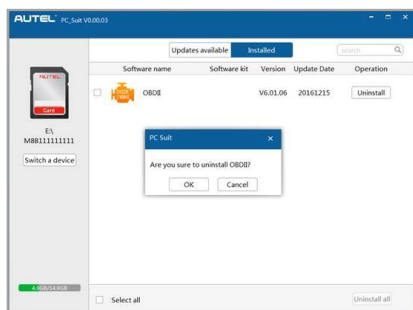 AUTEL PC_Suit V0.00.03
Updates available Installed
search
Software name Software kit Version Update Date Operation
AUTEL
Card
OBDII V6.01.06 20161215 Uninstall
E:\
M8B111111111
Switch a device
PC Suit
Are you sure to uninstall OBDII?
OK Cancel
4.9GB/14.9GB
Select all Uninstall all